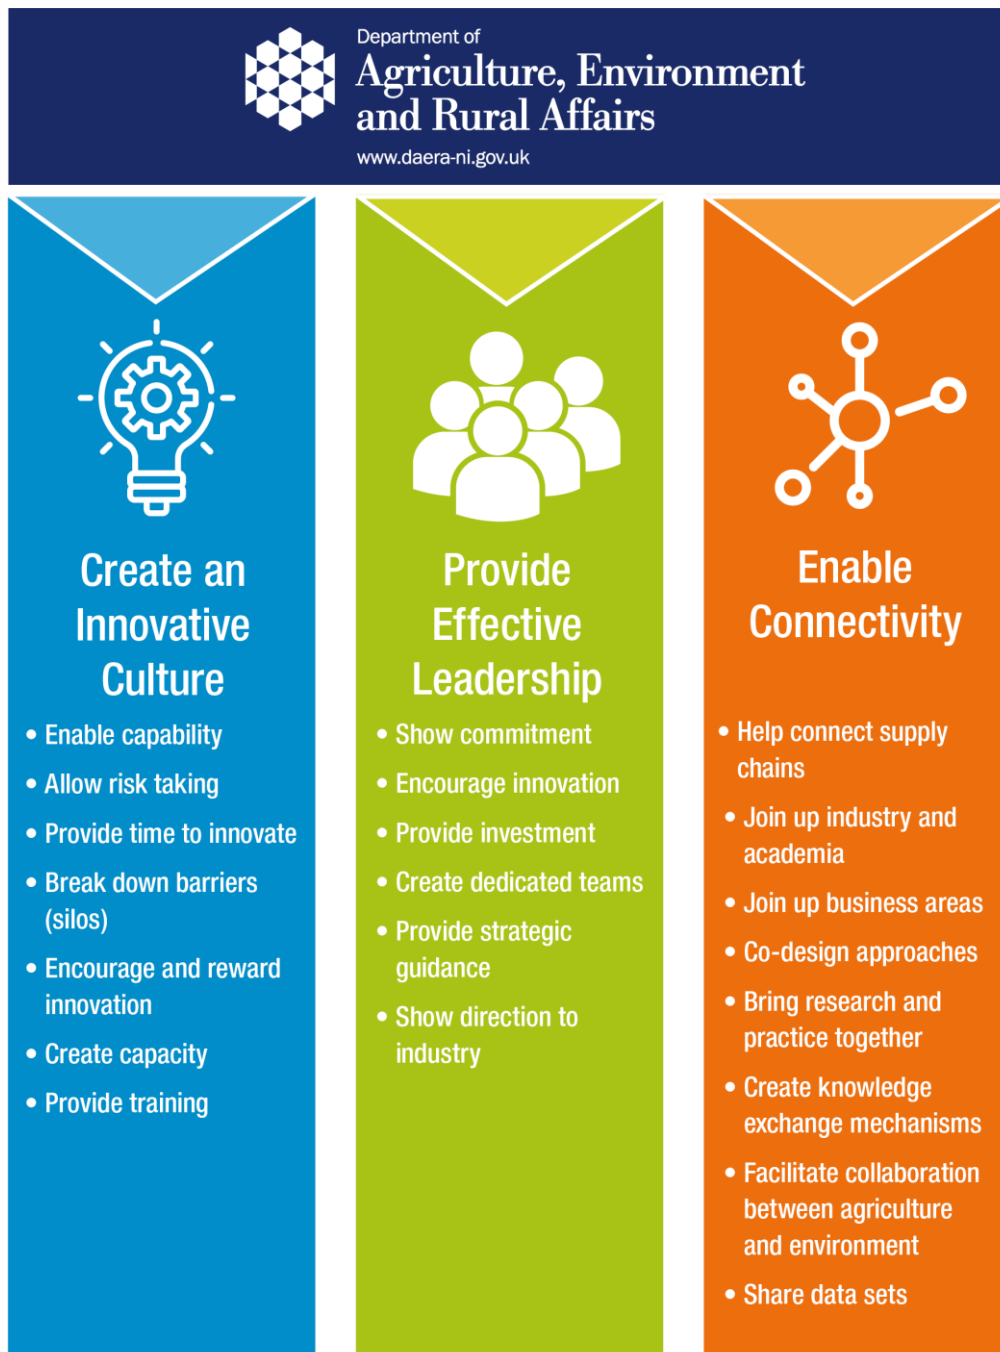 Department of
Agriculture, Environment
and Rural Affairs
www.daera-ni.gov.uk
Create an
Innovative
Culture
• Enable capability
• Allow risk taking
• Provide time to innovate
• Break down barriers
(silos)
• Encourage and reward
innovation
• Create capacity
• Provide training
Provide
Effective
Leadership
• Show commitment
• Encourage innovation
• Provide investment
• Create dedicated teams
• Provide strategic
guidance
• Show direction to
industry
Enable
Connectivity
• Help connect supply
chains
• Join up industry and
academia
• Join up business areas
• Co-design approaches
• Bring research and
practice together
• Create knowledge
exchange mechanisms
• Facilitate collaboration
between agriculture
and environment
• Share data sets